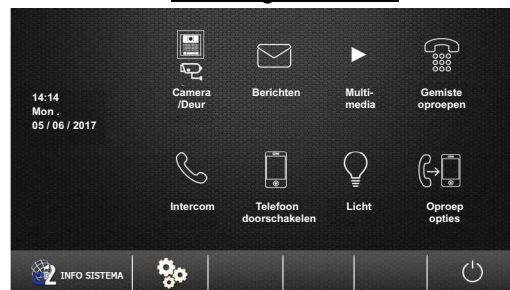 14:14
Mon .
05 / 06 / 2017
Camera
/Deur
Berichten
Multi-
media
Gemiste
oproepen
Intercom
Telefoon
doorschakelen
Licht
Oproep
opties
INFO SISTEMA